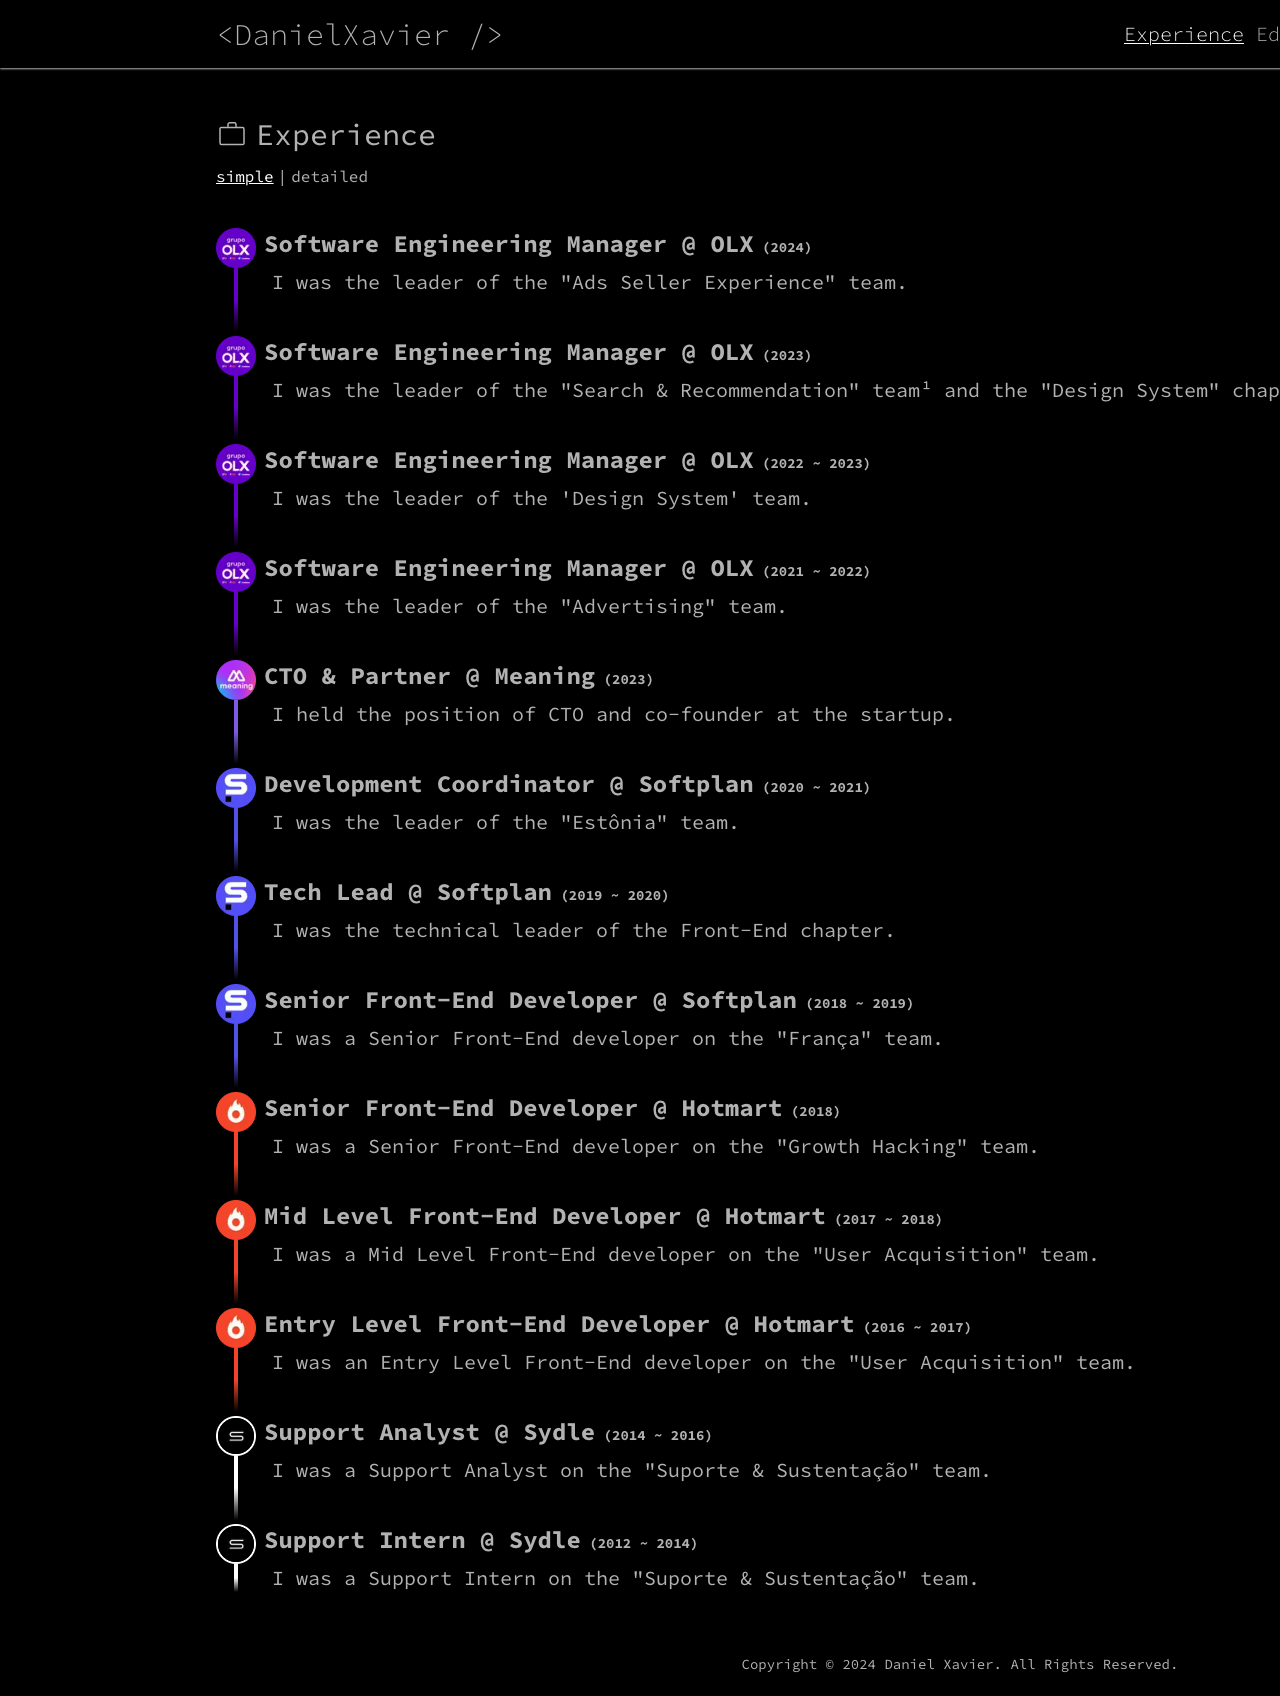 <DanielXavier />
Experience Ed
Experience
simple | detailed
grupo
OLX
Software Engineering Manager @ OLX (2024)
I was the leader of the "Ads Seller Experience" team.
grupo
OLX
Software Engineering Manager @ OLX (2023)
I was the leader of the "Search & Recommendation" team¹ and the "Design System" chap
grupo
OLX
Software Engineering Manager @ OLX (2022 ~ 2023)
I was the leader of the 'Design System' team.
grupo
OLX
Software Engineering Manager @ OLX (2021 ~ 2022)
I was the leader of the "Advertising" team.
meaning
CTO & Partner @ Meaning (2023)
I held the position of CTO and co-founder at the startup.
Development Coordinator @ Softplan (2020 ~ 2021)
I was the leader of the "Estônia" team.
Tech Lead @ Softplan (2019 ~ 2020)
I was the technical leader of the Front-End chapter.
Senior Front-End Developer @ Softplan (2018 ~ 2019)
I was a Senior Front-End developer on the "França" team.
Senior Front-End Developer @ Hotmart (2018)
I was a Senior Front-End developer on the "Growth Hacking" team.
Mid Level Front-End Developer @ Hotmart (2017 ~ 2018)
I was a Mid Level Front-End developer on the "User Acquisition" team.
Entry Level Front-End Developer @ Hotmart (2016 ~ 2017)
I was an Entry Level Front-End developer on the "User Acquisition" team.
Support Analyst @ Sydle (2014 ~ 2016)
I was a Support Analyst on the "Suporte & Sustentação" team.
Support Intern @ Sydle (2012 ~ 2014)
I was a Support Intern on the "Suporte & Sustentação" team.
Copyright © 2024 Daniel Xavier. All Rights Reserved.